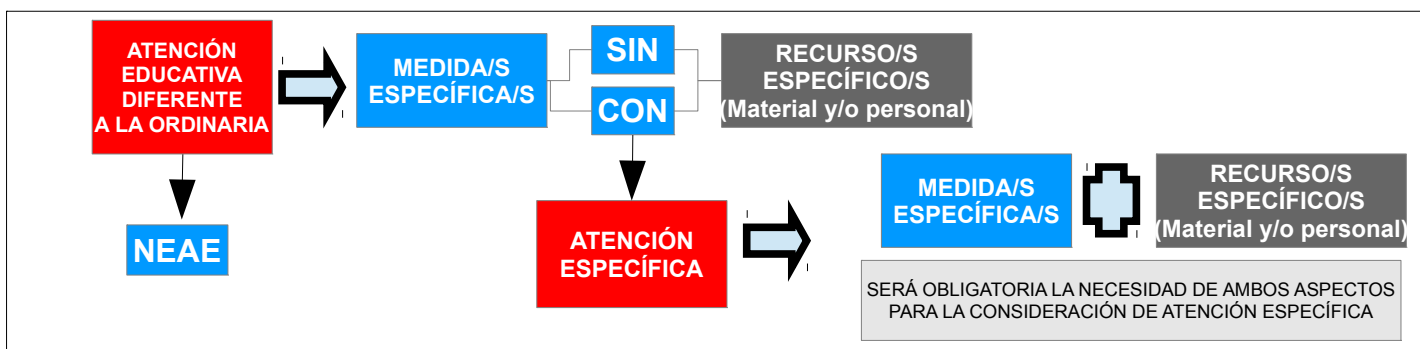 ATENCIÓN
EDUCATIVA
DIFERENTE
A LA ORDINARIA
MEDIDA/S
ESPECÍFICA/S
SIN
CON
RECURSO/S
ESPECÍFICO/S
(Material y/o personal)
NEAE
ATENCIÓN
ESPECÍFICA
MEDIDA/S
ESPECÍFICA/S
RECURSO/S
ESPECÍFICO/S
(Material y/o personal)
SERÁ OBLIGATORIA LA NECESIDAD DE AMBOS ASPECTOS
PARA LA CONSIDERACIÓN DE ATENCIÓN ESPECÍFICA